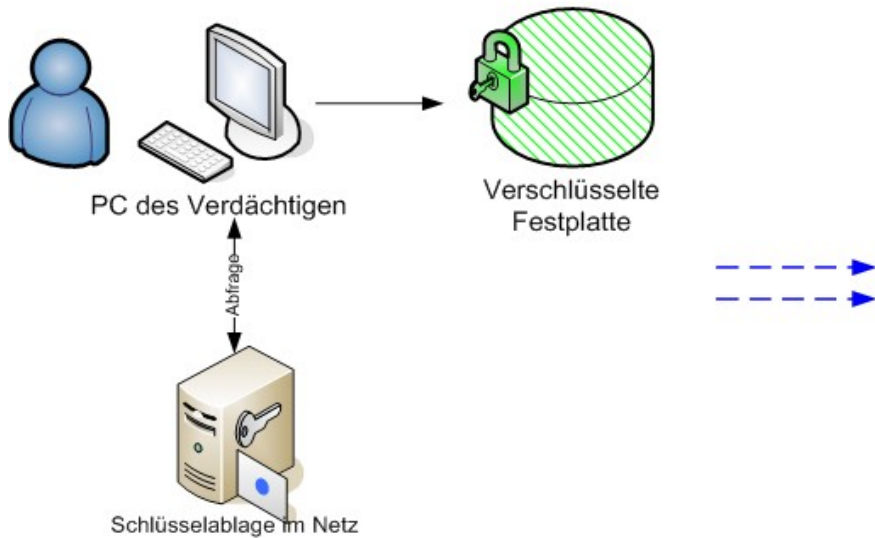 PC des Verdächtigen
Verschlüsselte
Festplatte
Abfrage
Schlüsselablage im Netz